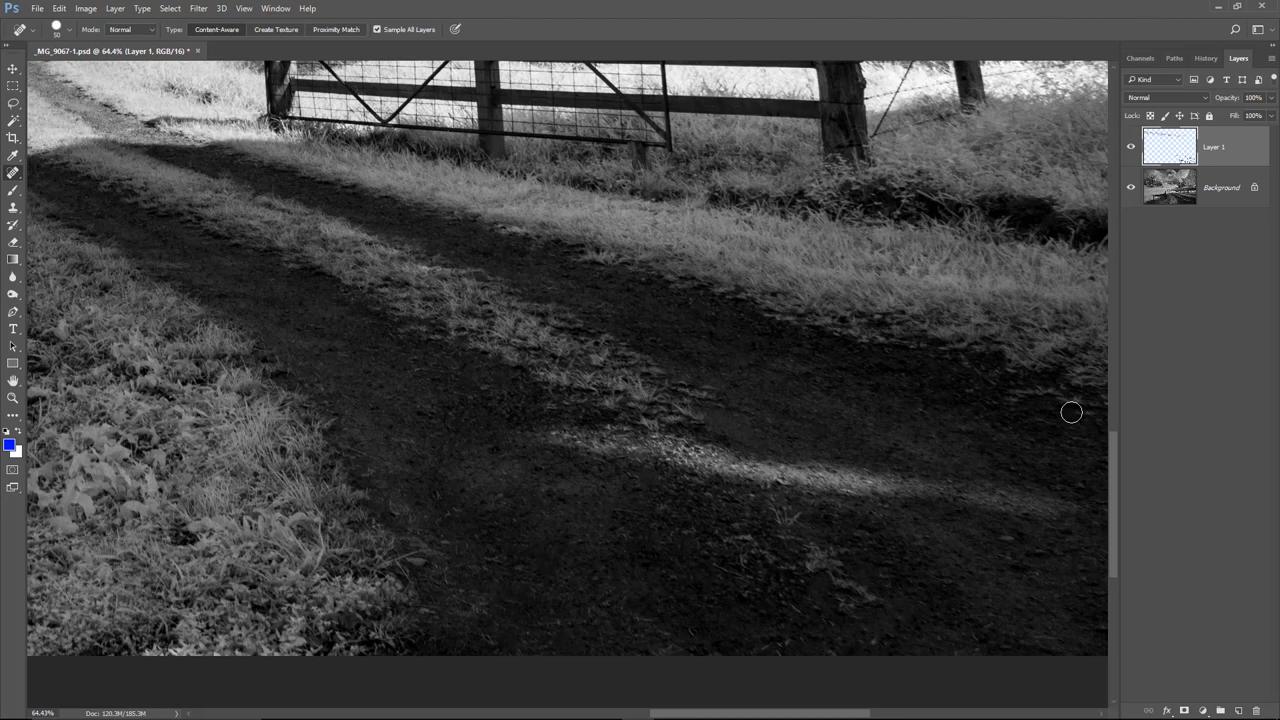 Ps File Edit Image Layer Type Select Filter 3D View Window Help
50 Mode: Normal Type: Content-Aware Create Texture Proximity Match Sample All Layers
_MG_9067-1.psd @ 64.4% (Layer 1, RGB/16) * ×
Channels Paths History Layers
Kind
Normal Opacity: 100%
Lock: Fill: 100%
Layer 1
Background
64.43% Doc: 120.3M/185.3M